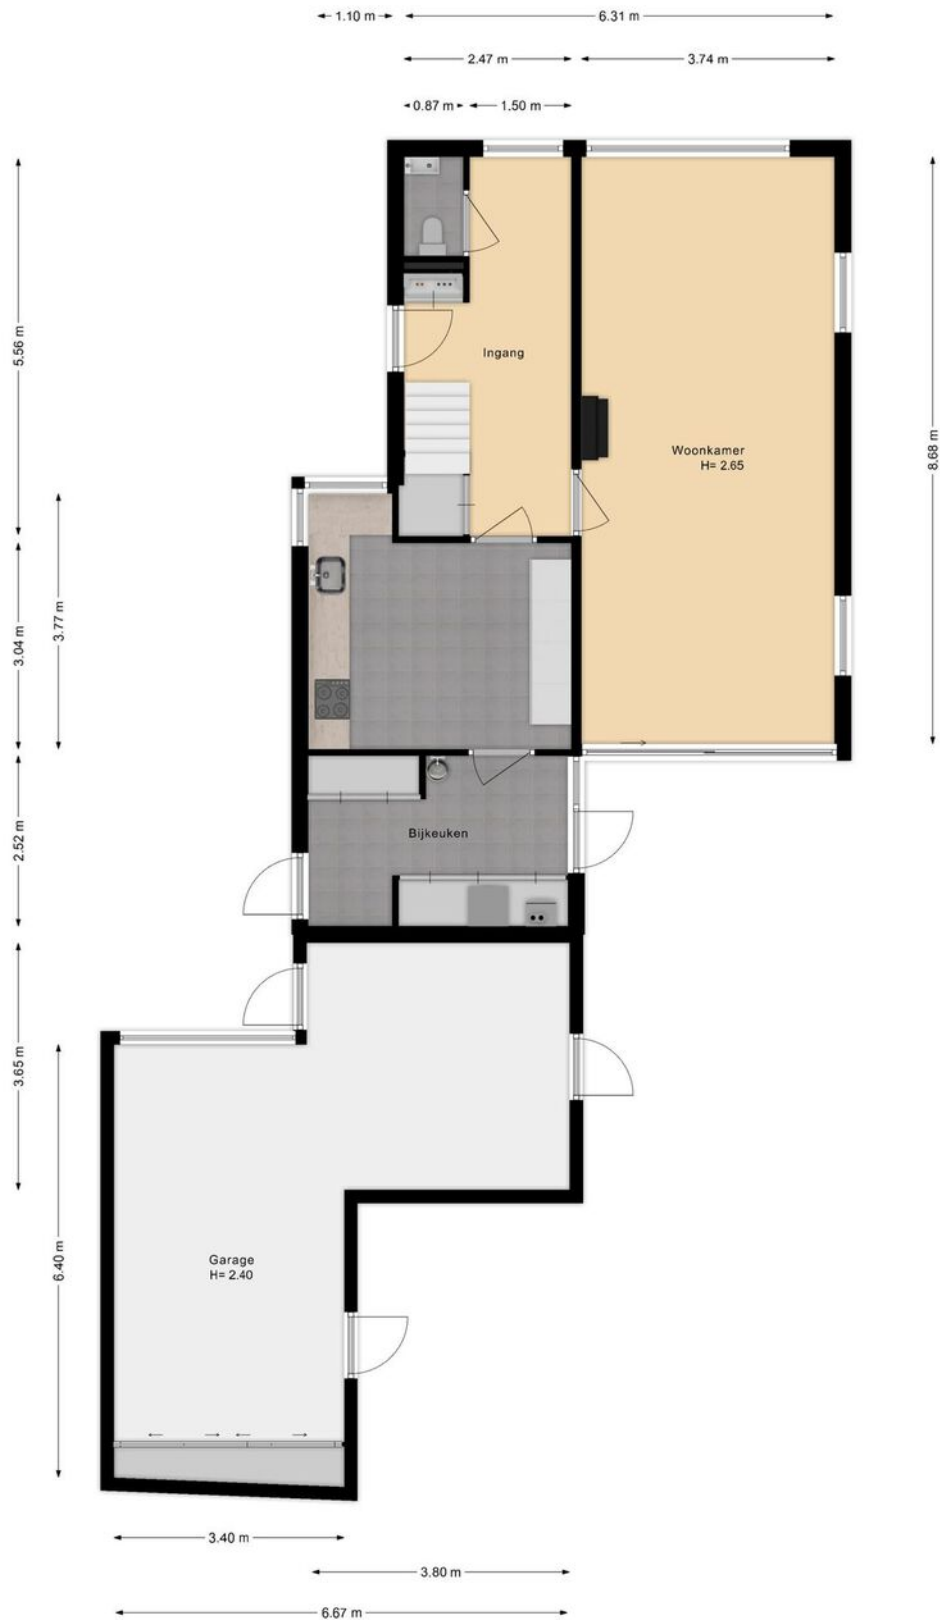 1.10 m
6.31 m
2.47 m
3.74 m
0.87 m
1.50 m
5.56 m
8.68 m
Ingang
Woonkamer
H= 2.65
3.04 m
3.77 m
2.52 m
Bijkeuken
3.65 m
6.40 m
Garage
H= 2.40
3.40 m
3.80 m
6.67 m